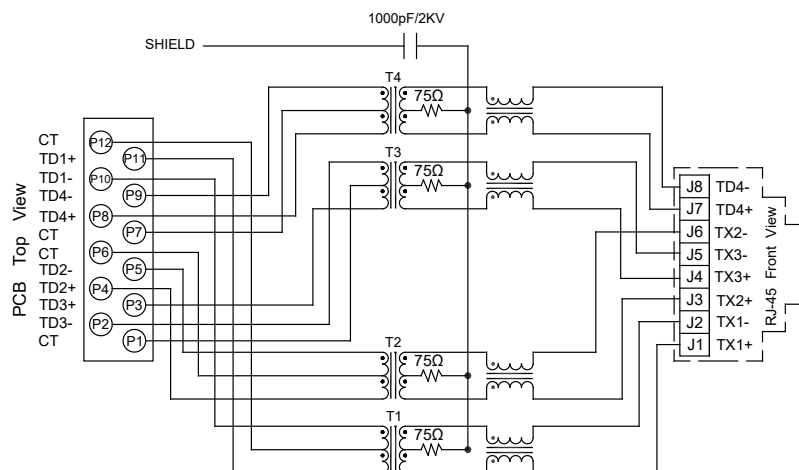 1000pF/2KV
SHIELD
T4
75Ω
T3
75Ω
T2
75Ω
T1
75Ω
PCB Top View
CT
TD1+
TD1-
TD4-
TD4+
CT
CT
TD2-
TD2+
TD3+
TD3-
CT
P12
P11
P10
P9
P8
P7
P6
P5
P4
P3
P2
P1
J8 TD4-
J7 TD4+
J6 TX2-
J5 TX3-
J4 TX3+
J3 TX2+
J2 TX1-
J1 TX1+
RJ-45 Front View